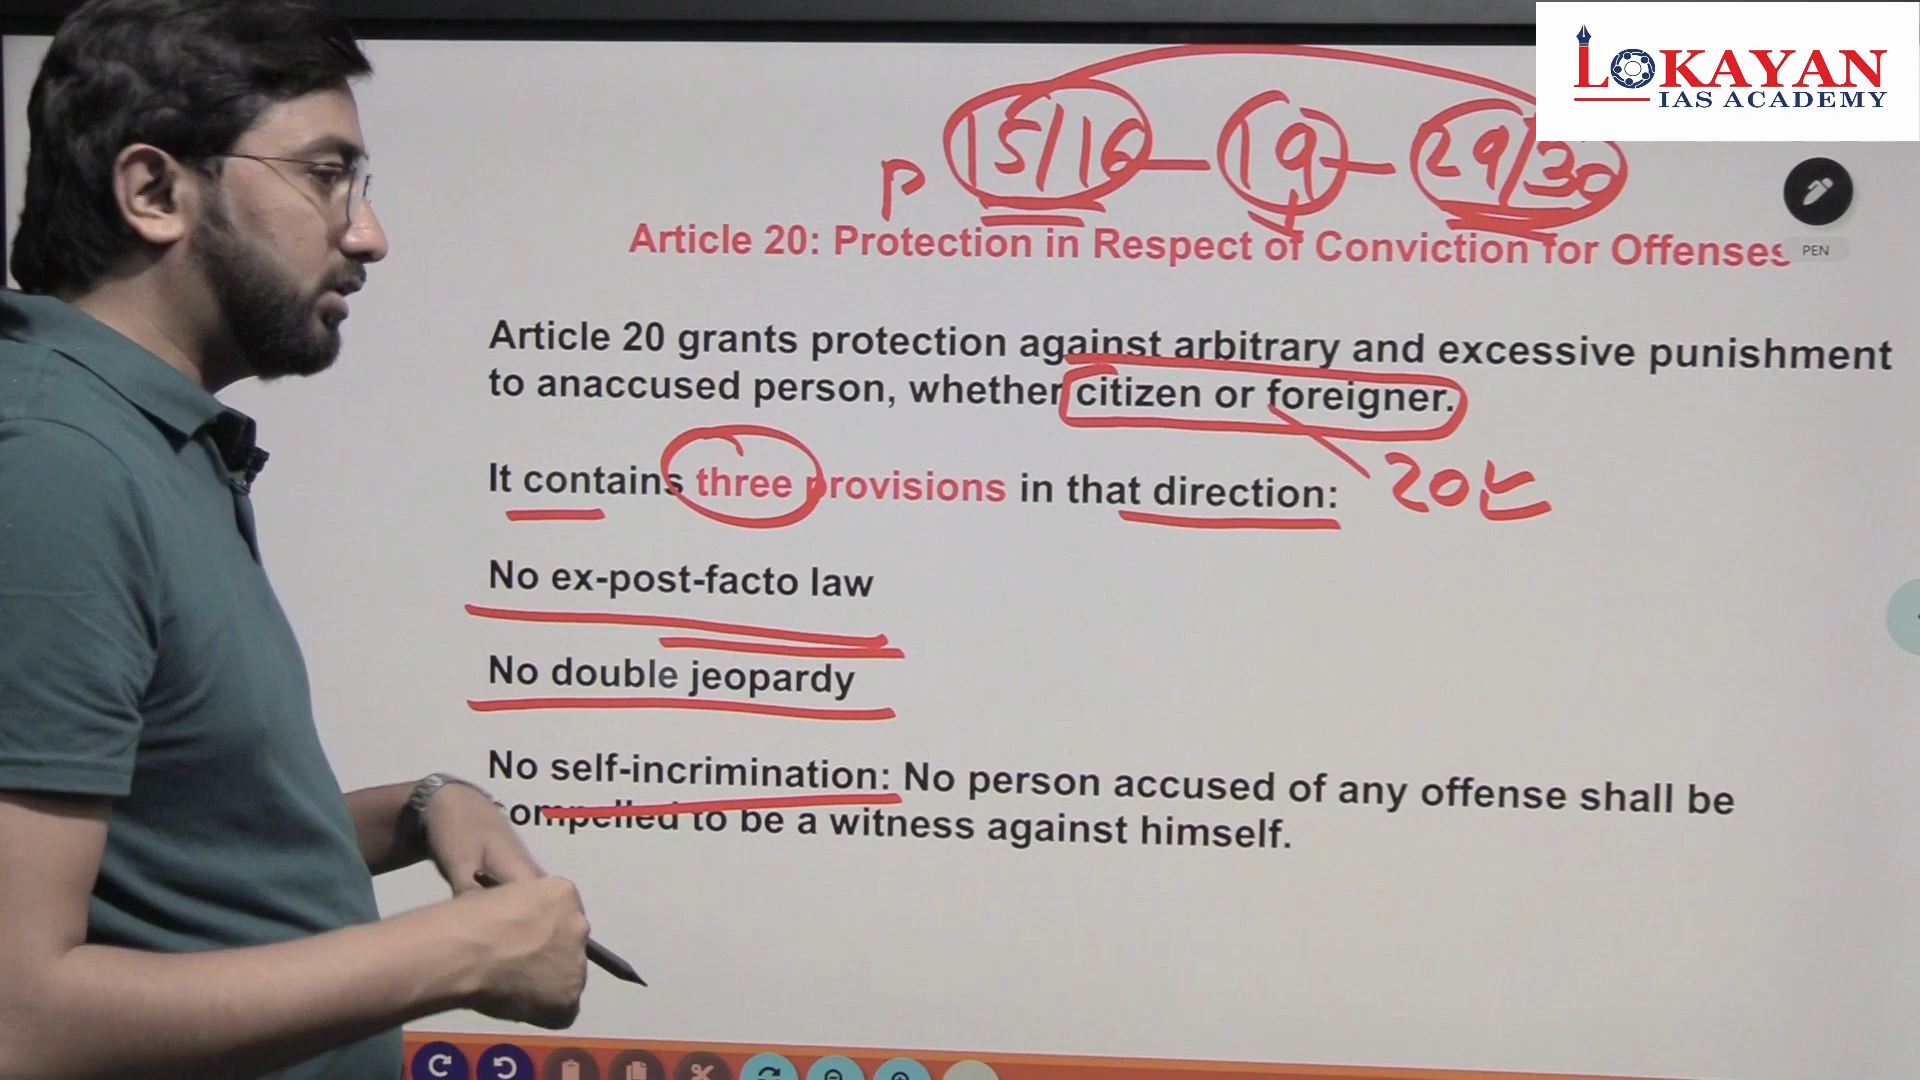 LOKAYAN
IAS ACADEMY
P 15/16 - 19 - 29/30
PEN
Article 20: Protection in Respect of Conviction for Offenses
Article 20 grants protection against arbitrary and excessive punishment
to anaccused person, whether citizen or foreigner.
It contains three provisions in that direction:
No ex-post-facto law
No double jeopardy
No self-incrimination: No person accused of any offense shall be
compelled to be a witness against himself.